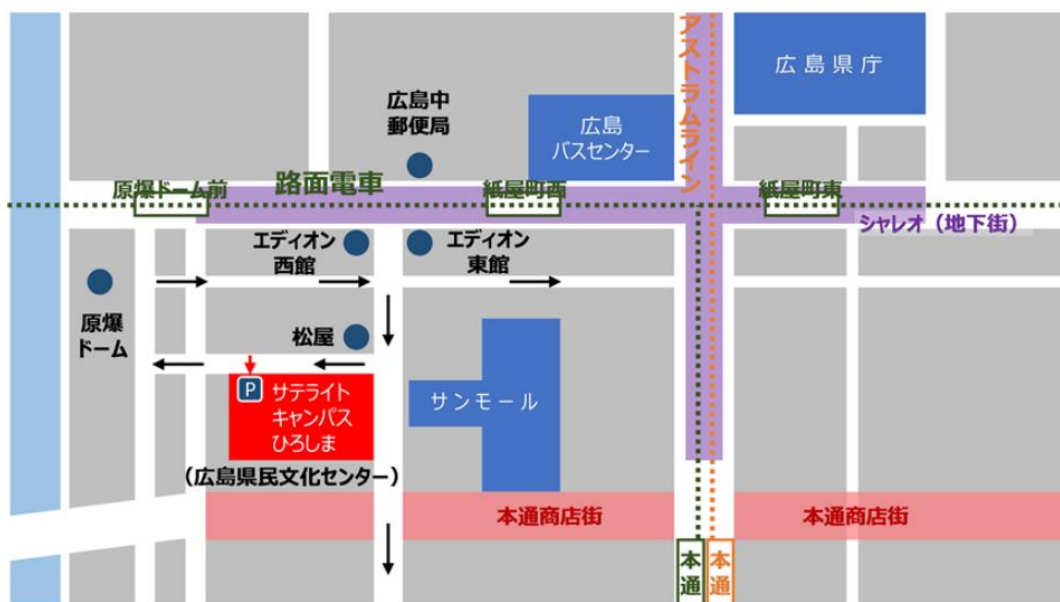 アストラムライン
広島県庁
広島中
郵便局
広島
バスセンター
原爆ドーム前
路面電車
紙屋町西
紙屋町東
シャレオ（地下街）
エディオン
西館
エディオン
東館
原爆
ドーム
松屋
P
サテライト
キャンパス
ひろしま
（広島県民文化センター）
サンモール
本通商店街
本通商店街
本通
本通